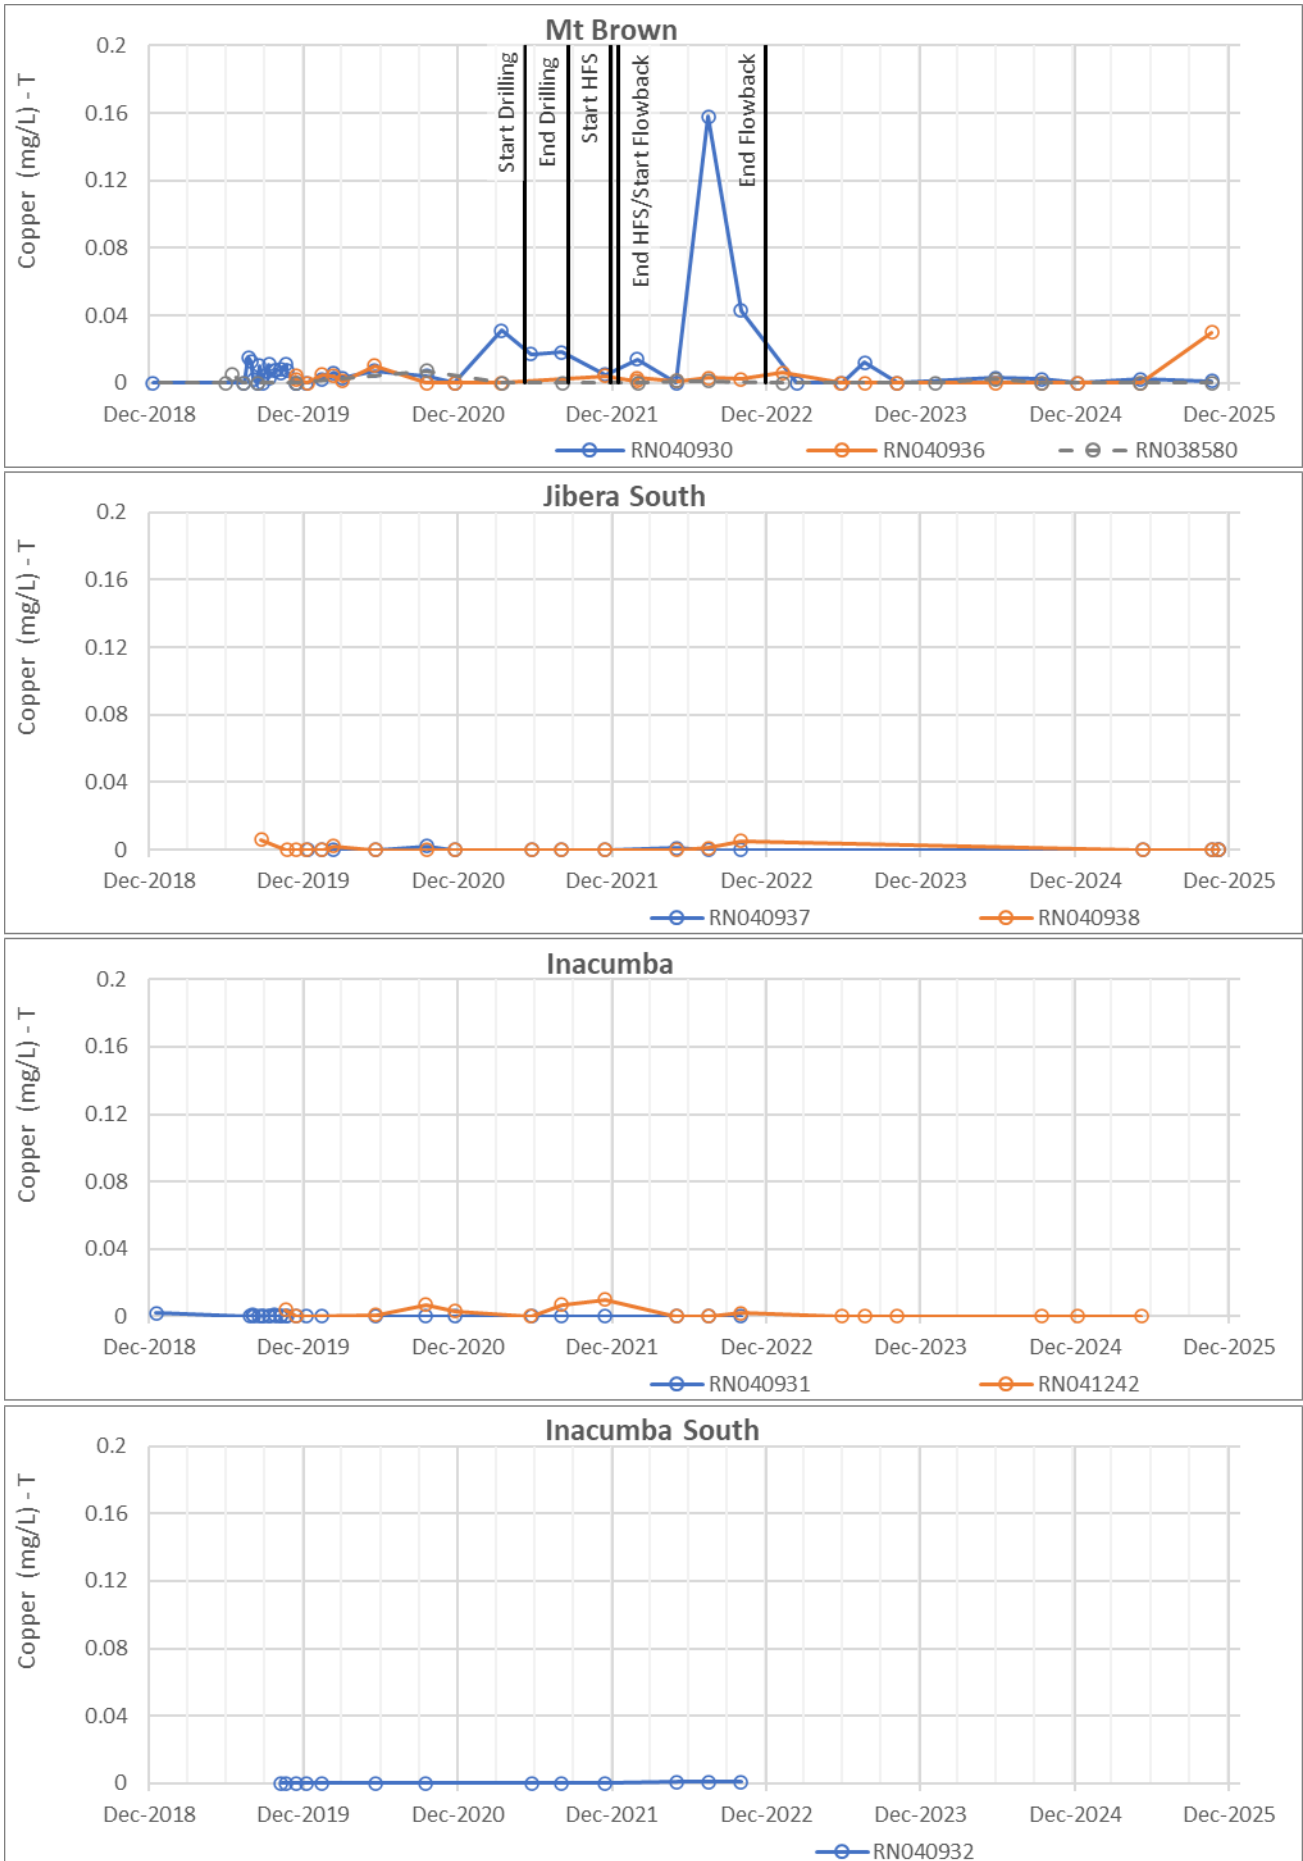 Mt Brown
Copper (mg/L) - T
0.2
0.16
0.12
0.08
0.04
0
Start Drilling
End Drilling
Start HFS
End HFS/Start Flowback
End Flowback
Dec-2018 Dec-2019 Dec-2020 Dec-2021 Dec-2022 Dec-2023 Dec-2024 Dec-2025
RN040930 RN040936 RN038580
Jibera South
Copper (mg/L) - T
0.2
0.16
0.12
0.08
0.04
0
Dec-2018 Dec-2019 Dec-2020 Dec-2021 Dec-2022 Dec-2023 Dec-2024 Dec-2025
RN040937 RN040938
Inacumba
Copper (mg/L) - T
0.2
0.16
0.12
0.08
0.04
0
Dec-2018 Dec-2019 Dec-2020 Dec-2021 Dec-2022 Dec-2023 Dec-2024 Dec-2025
RN040931 RN041242
Inacumba South
Copper (mg/L) - T
0.2
0.16
0.12
0.08
0.04
0
Dec-2018 Dec-2019 Dec-2020 Dec-2021 Dec-2022 Dec-2023 Dec-2024 Dec-2025
RN040932